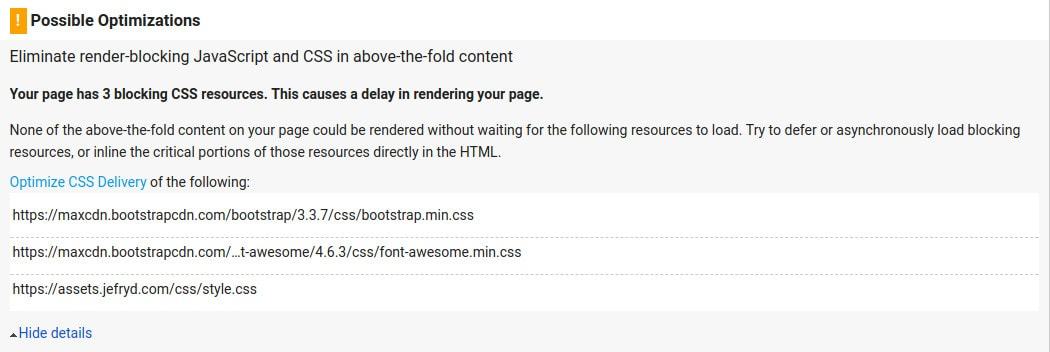 ! Possible Optimizations
Eliminate render-blocking JavaScript and CSS in above-the-fold content
Your page has 3 blocking CSS resources. This causes a delay in rendering your page.
None of the above-the-fold content on your page could be rendered without waiting for the following resources to load. Try to defer or asynchronously load blocking
resources, or inline the critical portions of those resources directly in the HTML.
Optimize CSS Delivery of the following:
https://maxcdn.bootstrapcdn.com/bootstrap/3.3.7/css/bootstrap.min.css
https://maxcdn.bootstrapcdn.com/…t-awesome/4.6.3/css/font-awesome.min.css
https://assets.jefryd.com/css/style.css
Hide details